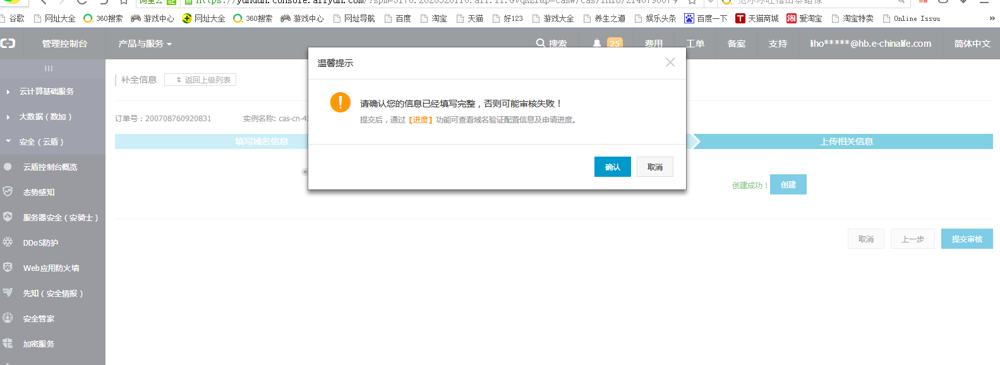 阿里云
https://yundun.console.aliyun.com/
谷歌 网址大全 360搜索 游戏中心 网址大全 360搜索 游戏中心 网址导航 百度 淘宝 天猫 好123 游戏大全 养生之道 娱乐头条 百度一下 天猫商城 爱淘宝 淘宝特卖 Online Issuu »
管理控制台 产品与服务 搜索 25 费用 工单 备案 支持 liho*****@hb.e-chinalife.com 简体中文
温馨提示
补全信息 返回上级列表
云计算基础服务
请确认您的信息已经填写完整，否则可能审核失败！
大数据（数加）
订单号：200708760920831 实例名称: cas-cn-4
提交后，通过【进度】功能可查看域名验证配置信息及申请进度。
安全（云盾）
填写域名信息 上传相关信息
云盾控制台概览
确认 取消
态势感知
创建成功！ 创建
服务器安全（安骑士）
DDoS防护
取消 上一步 提交审核
Web应用防火墙
先知（安全情报）
安全管家
加密服务